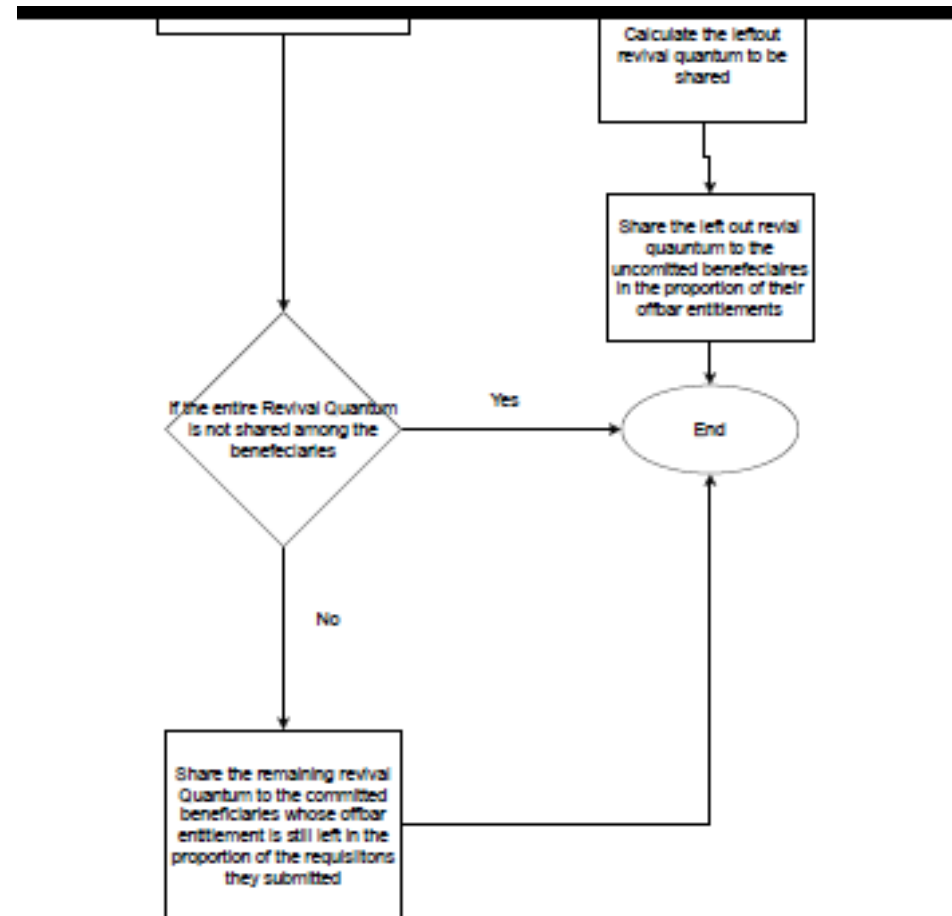 Calculate the leftout
revival quantum to be
shared
Share the left out revial
quauntum to the
uncomitted benefeciaires
in the proportion of their
offbar entitlements
If the entire Revival Quantum
is not shared among the
benefeciaries
Yes
End
No
Share the remaining revival
Quantum to the committed
beneficiaries whose offbar
entitlement is still left in the
proportion of the requisiitons
they submitted